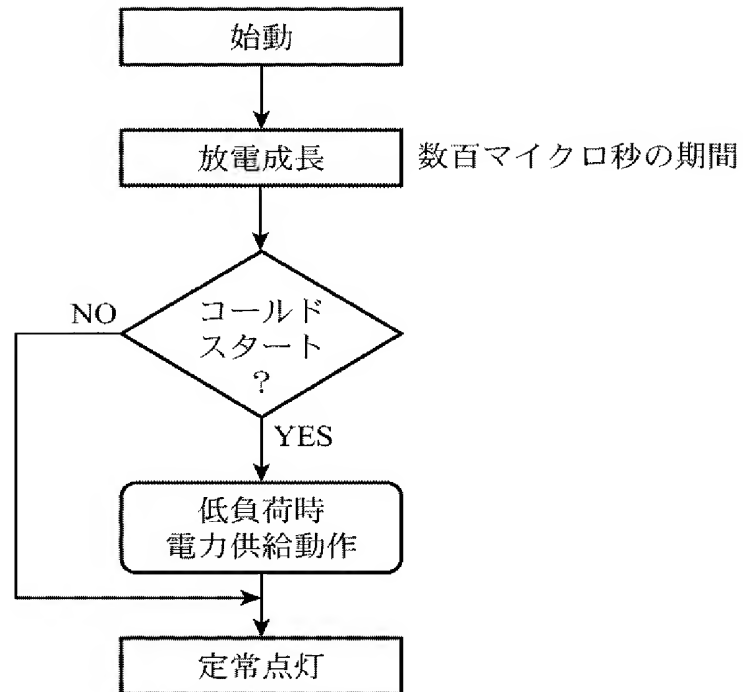 始動
放電成長
数百マイクロ秒の期間
コールド
スタート
?
NO
YES
低負荷時
電力供給動作
定常点灯